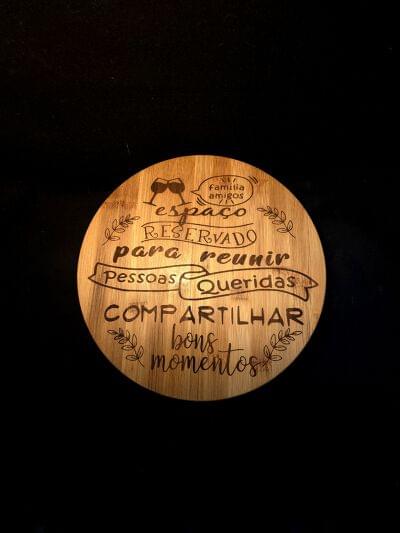 família
amigos
espaço
RESERVADO
para reunir
Pessoas Queridas
COMPARTILHAR
bons
momentos